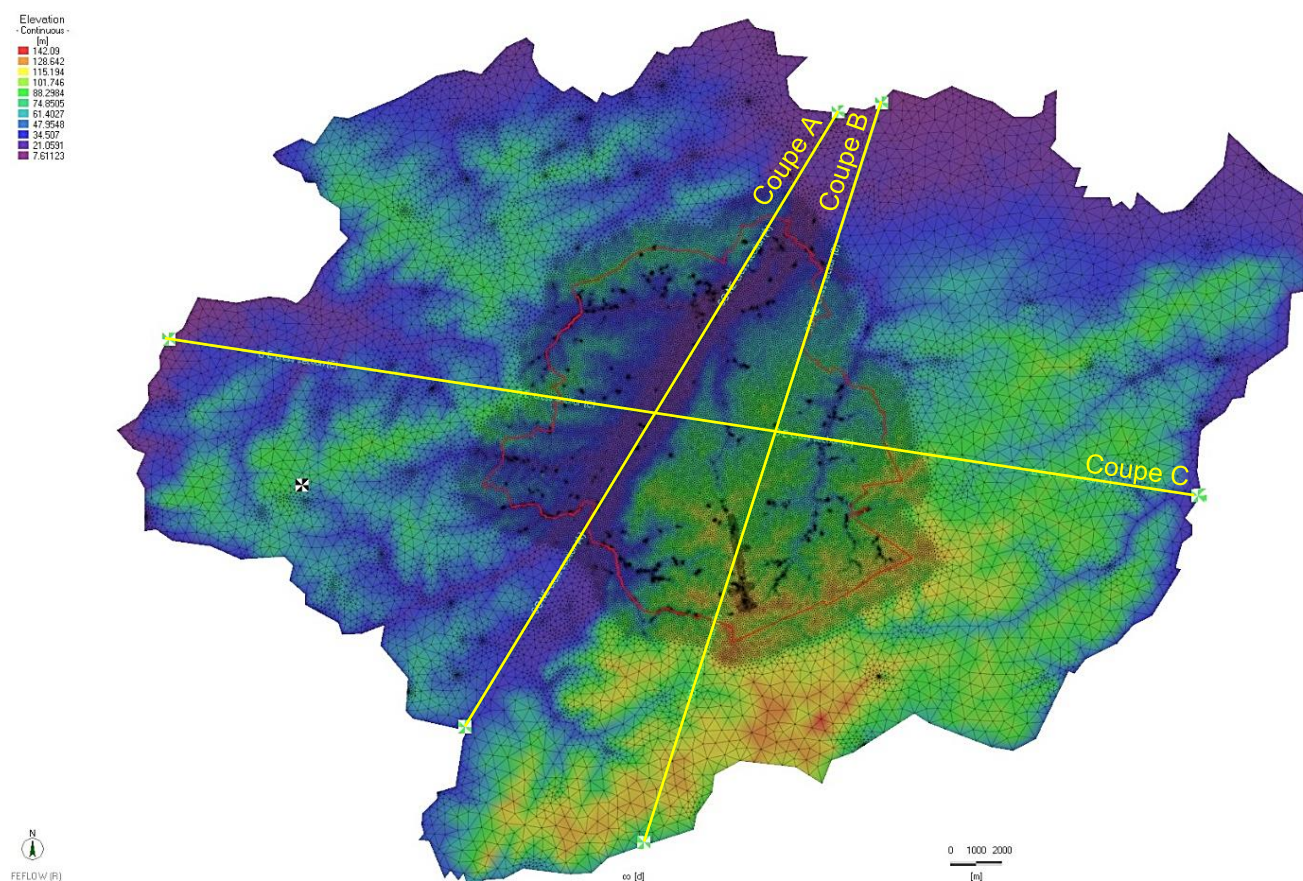 Elevation
- Continuous -
[m]
142.09
128.642
115.194
101.746
88.2984
74.8505
61.4027
47.9548
34.507
21.0591
7.61123
Coupe A
Coupe B
Coupe C
N
FEFLOW (R)
∞ [d]
0 1000 2000
[m]